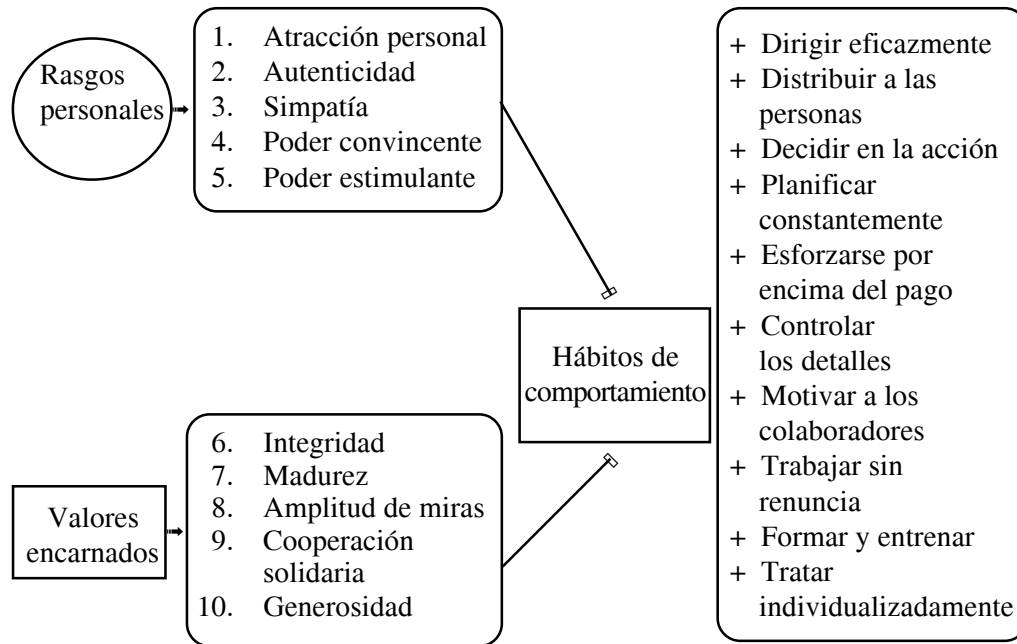 Rasgos
personales
1. Atracción personal
2. Autenticidad
3. Simpatía
4. Poder convincente
5. Poder estimulante
Valores
encarnados
6. Integridad
7. Madurez
8. Amplitud de miras
9. Cooperación
solidaria
10. Generosidad
Hábitos de
comportamiento
+ Dirigir eficazmente
+ Distribuir a las
personas
+ Decidir en la acción
+ Planificar
constantemente
+ Esforzarse por
encima del pago
+ Controlar
los detalles
+ Motivar a los
colaboradores
+ Trabajar sin
renuncia
+ Formar y entrenar
+ Tratar
individualizadamente